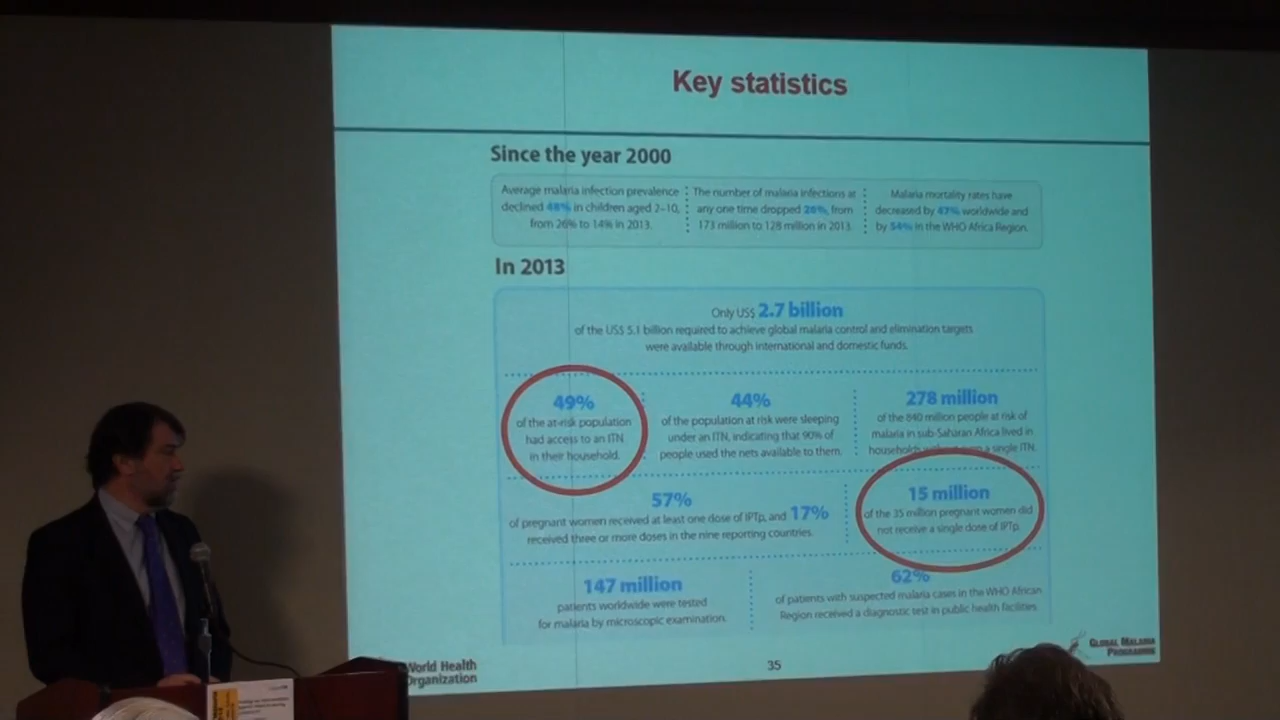 Key statistics
Since the year 2000
Average malaria infection prevalence
declined 48% in children aged 2–10,
from 26% to 14% in 2013.
The number of malaria infections at
any one time dropped 26%, from
173 million to 128 million in 2013.
Malaria mortality rates have
decreased by 47% worldwide and
by 54% in the WHO Africa Region.
In 2013
Only US$ 2.7 billion
of the US$ 5.1 billion required to achieve global malaria control and elimination targets
were available through international and domestic funds.
49%
of the at-risk population
had access to an ITN
in their household.
44%
of the population at risk were sleeping
under an ITN, indicating that 90% of
people used the nets available to them.
278 million
of the 840 million people at risk of
malaria in sub-Saharan Africa lived in
households without even a single ITN.
57%
of pregnant women received at least one dose of IPTp, and 17%
received three or more doses in the nine reporting countries.
15 million
of the 35 million pregnant women did
not receive a single dose of IPTp.
147 million
patients worldwide were tested
for malaria by microscopic examination.
62%
of patients with suspected malaria cases in the WHO African
Region received a diagnostic test in public health facilities.
World Health
Organization
35
GLOBAL MALARIA
PROGRAMME